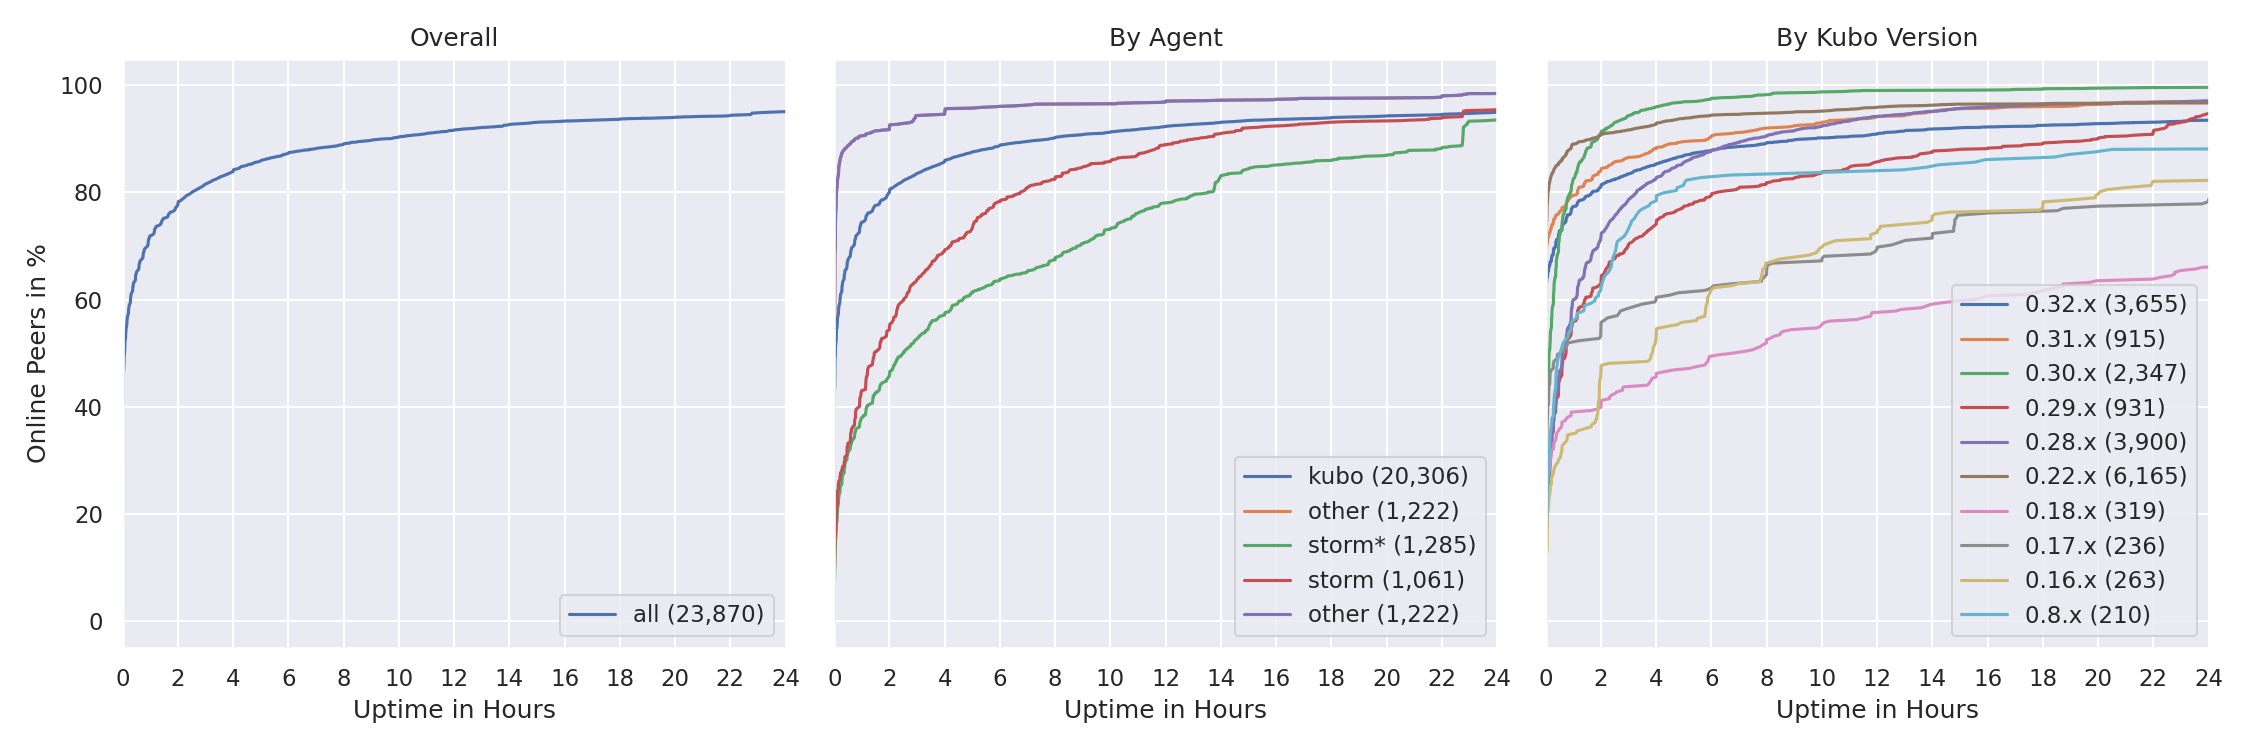 Overall
By Agent
By Kubo Version
Online Peers in %
100
80
60
40
20
0
all (23,870)
kubo (20,306)
other (1,222)
storm* (1,285)
storm (1,061)
other (1,222)
0.32.x (3,655)
0.31.x (915)
0.30.x (2,347)
0.29.x (931)
0.28.x (3,900)
0.22.x (6,165)
0.18.x (319)
0.17.x (236)
0.16.x (263)
0.8.x (210)
0 2 4 6 8 10 12 14 16 18 20 22 24
0 2 4 6 8 10 12 14 16 18 20 22 24
0 2 4 6 8 10 12 14 16 18 20 22 24
Uptime in Hours
Uptime in Hours
Uptime in Hours